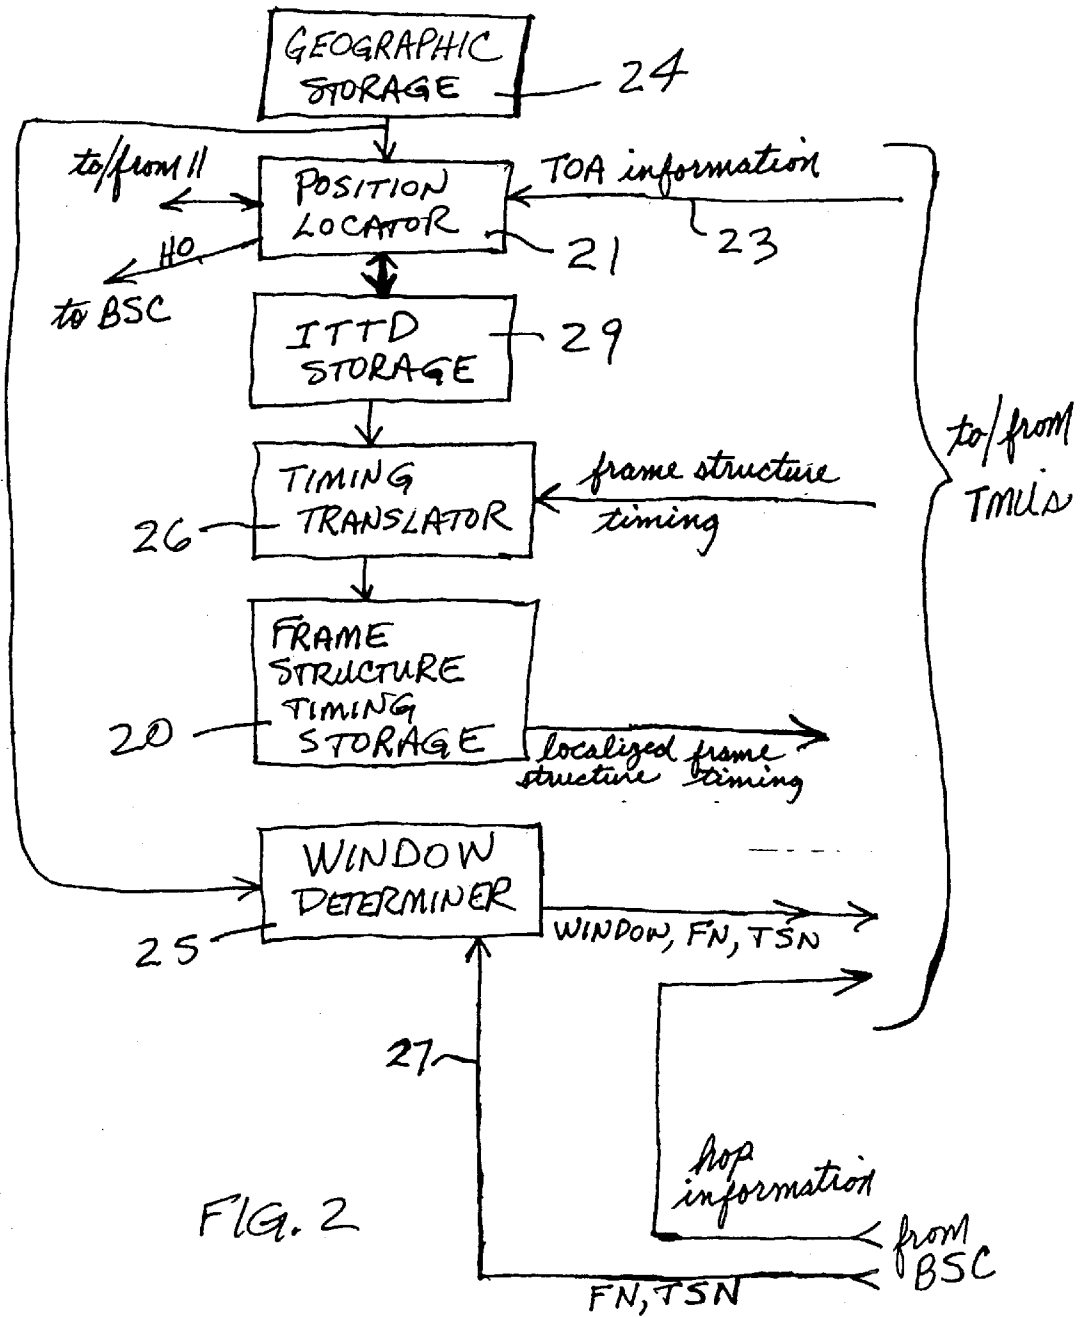 GEOGRAPHIC
STORAGE
24
to/from 11
POSITION
LOCATOR
21
TOA information
23
HO
to BSC
ITTD
STORAGE
29
to/from
TMUs
TIMING
TRANSLATOR
26
frame structure
timing
FRAME
STRUCTURE
TIMING
STORAGE
20
localized frame
structure timing
WINDOW
DETERMINER
25
WINDOW, FN, TSN
27
hop
information
from
BSC
FN, TSN
FIG. 2